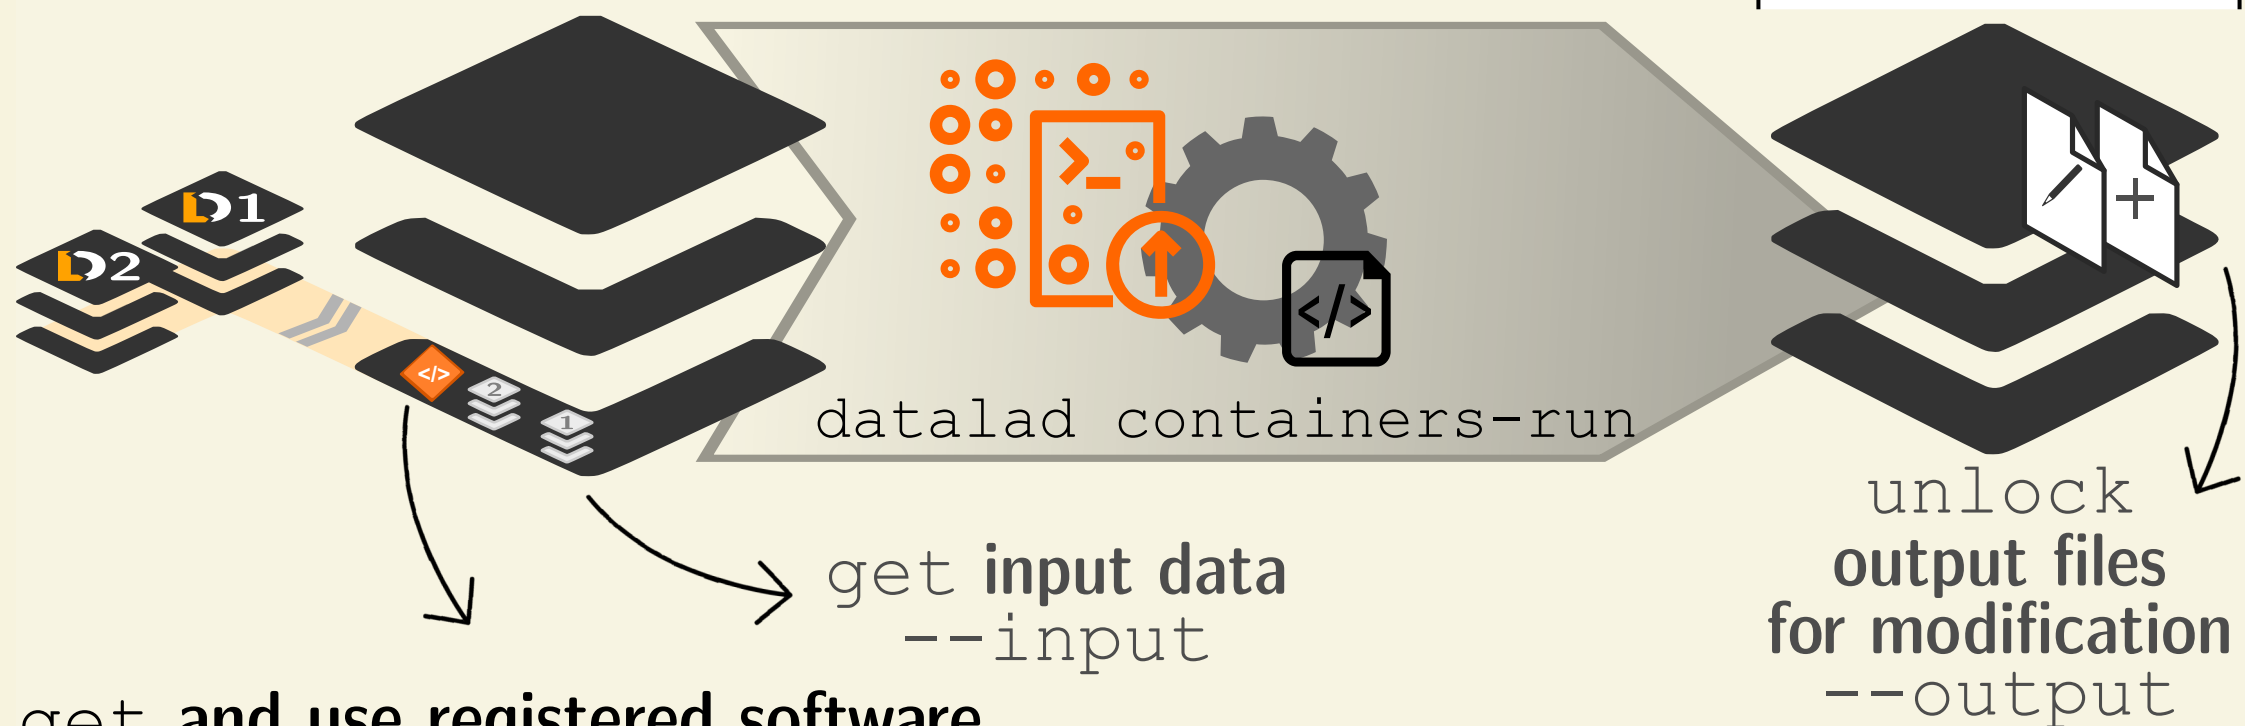 D1
D2
</>
2
1
>_
</>
datalad containers-run
get input data
--input
unlock
output files
for modification
--output
get and use registered software